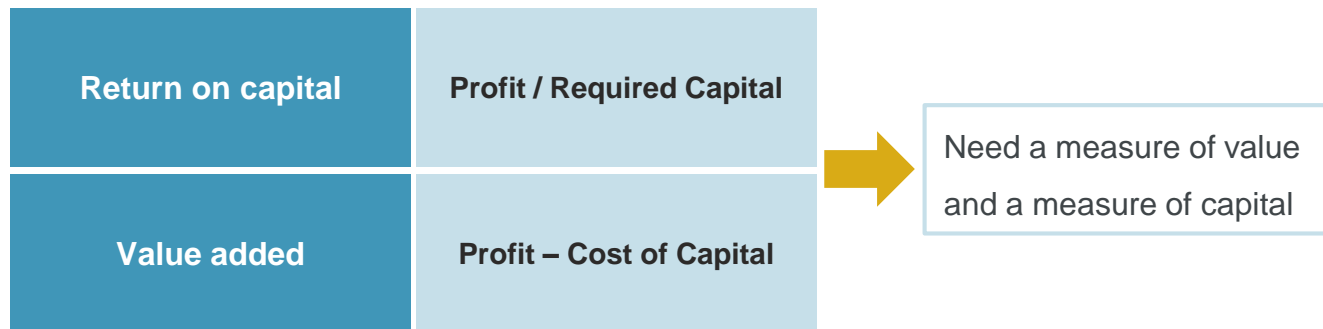 Return on capital
Profit / Required Capital
Need a measure of value
and a measure of capital
Value added
Profit – Cost of Capital